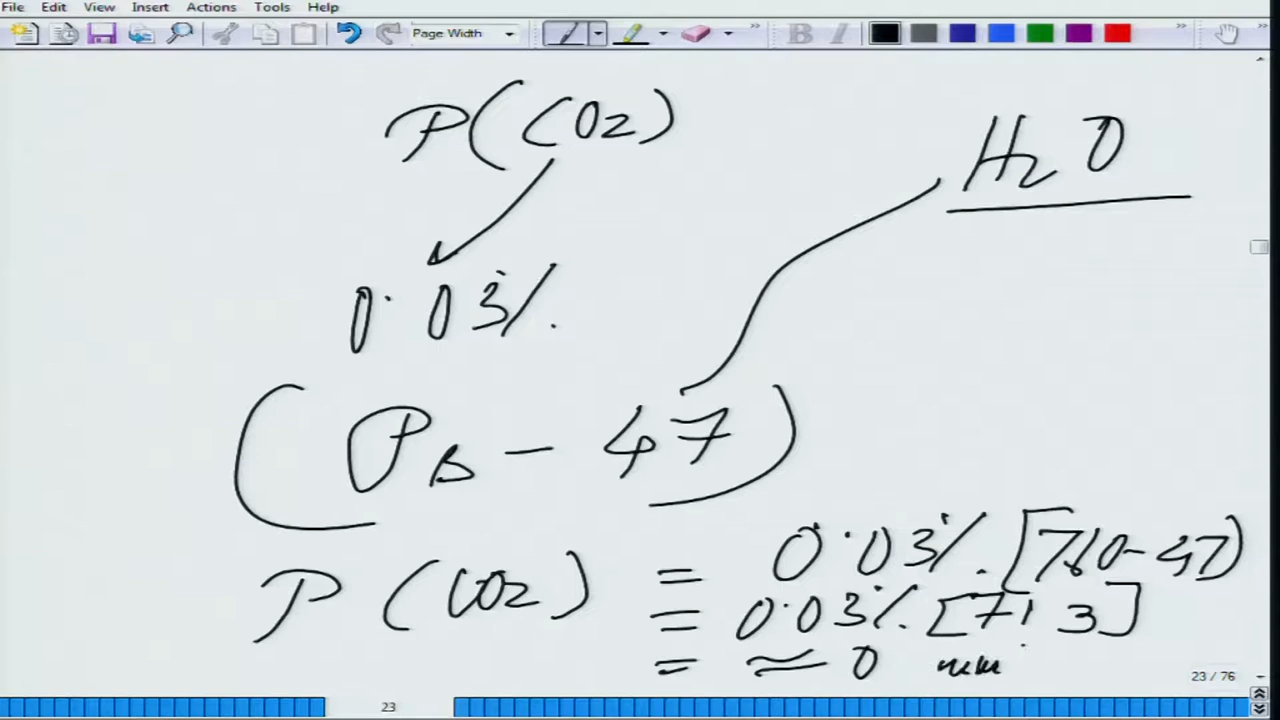 File Edit View Insert Actions Tools Help
Page Width
P(CO2)
H2O
0.03%.
(PB - 47)
P(CO2) = 0.03%. [760-47)
= 0.03%. [713]
= ≈ 0 mm
23 / 76
23